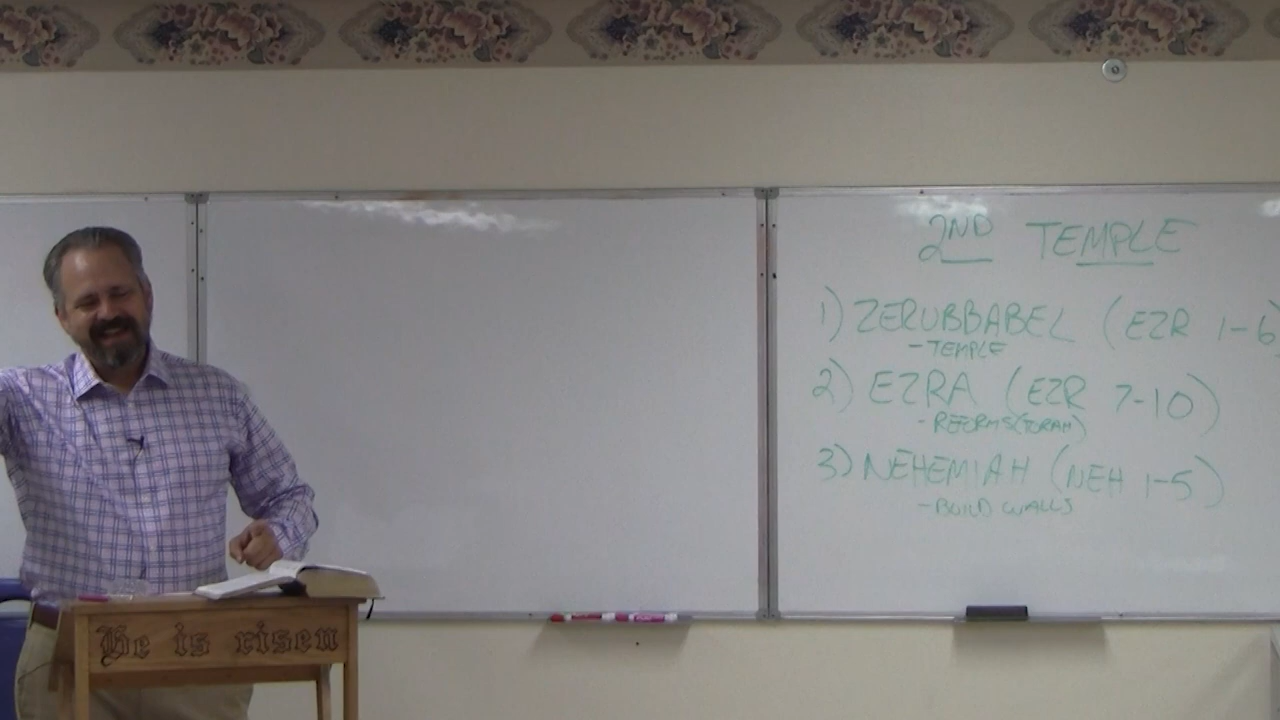 2ND TEMPLE
1) ZERUBBABEL (EZR 1-6)
- TEMPLE
2) EZRA (EZR 7-10)
- REFORMS (TORAH)
3) NEHEMIAH (NEH 1-5)
- BUILD WALLS
He is risen